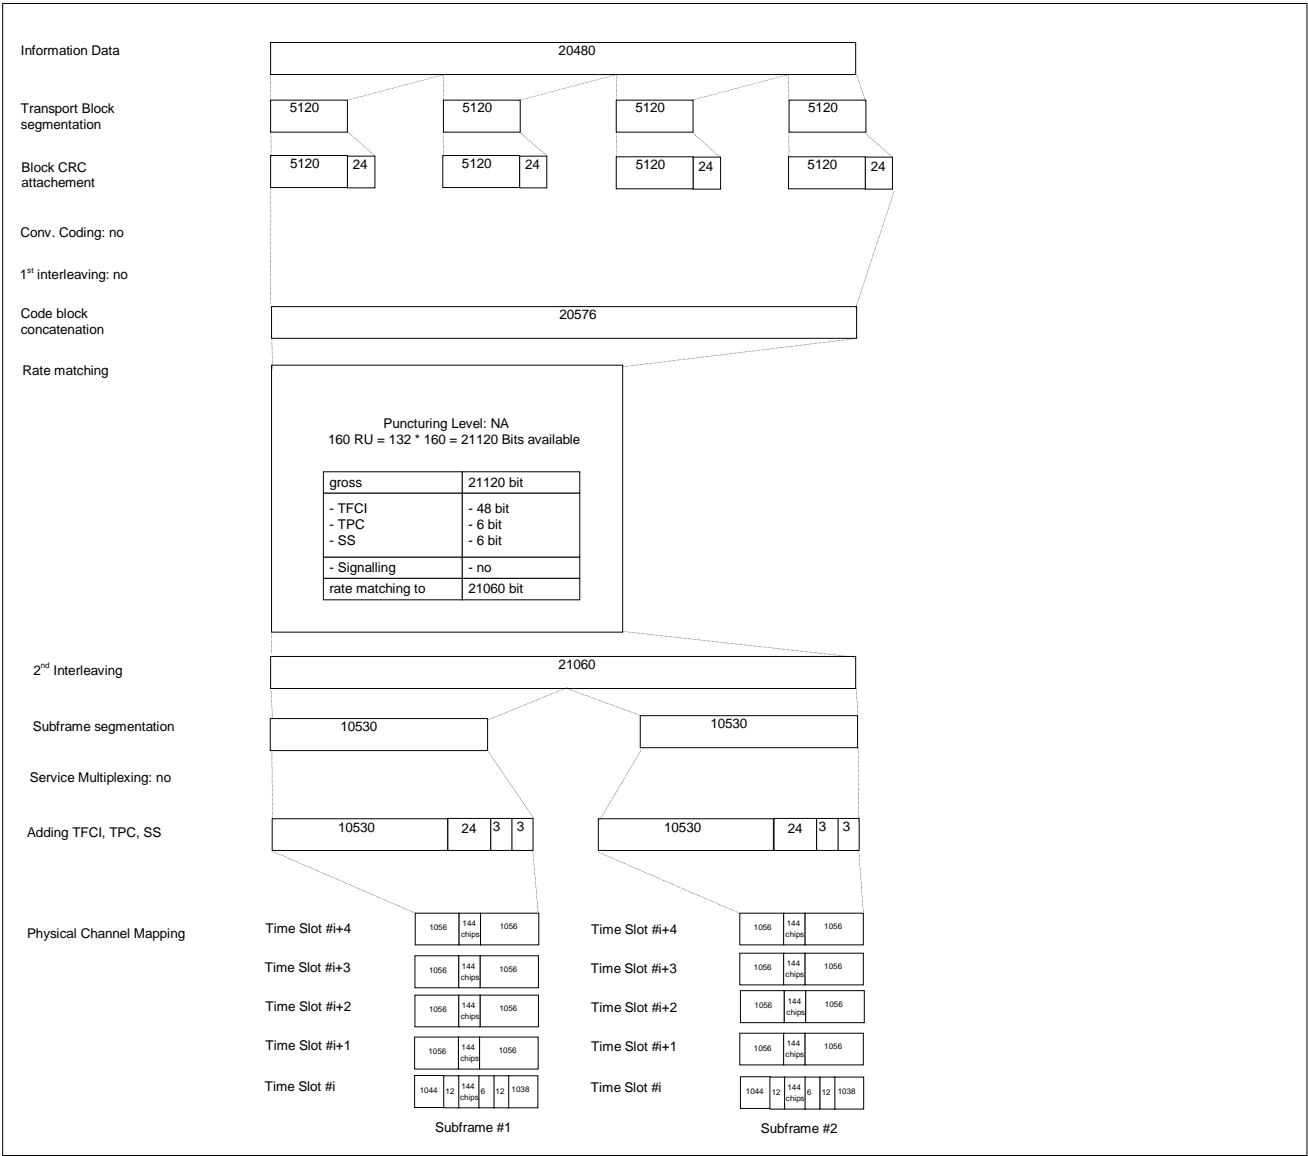 Information Data
20480
Transport Block
segmentation
5120
5120
5120
5120
Block CRC
attachement
5120
24
5120
24
5120
24
5120
24
Conv. Coding: no
1st interleaving: no
Code block
concatenation
20576
Rate matching
Puncturing Level: NA
160 RU = 132 * 160 = 21120 Bits available
gross
21120 bit
- TFCI
- 48 bit
- TPC
- 6 bit
- SS
- 6 bit
- Signalling
- no
rate matching to
21060 bit
2nd Interleaving
21060
Subframe segmentation
10530
10530
Service Multiplexing: no
Adding TFCI, TPC, SS
10530
24
3
3
10530
24
3
3
Physical Channel Mapping
Time Slot #i+4
1056
144
chips
1056
Time Slot #i+4
1056
144
chips
1056
Time Slot #i+3
1056
144
chips
1056
Time Slot #i+3
1056
144
chips
1056
Time Slot #i+2
1056
144
chips
1056
Time Slot #i+2
1056
144
chips
1056
Time Slot #i+1
1056
144
chips
1056
Time Slot #i+1
1056
144
chips
1056
Time Slot #i
1044
12
144
chips
6
12
1038
Time Slot #i
1044
12
144
chips
6
12
1038
Subframe #1
Subframe #2